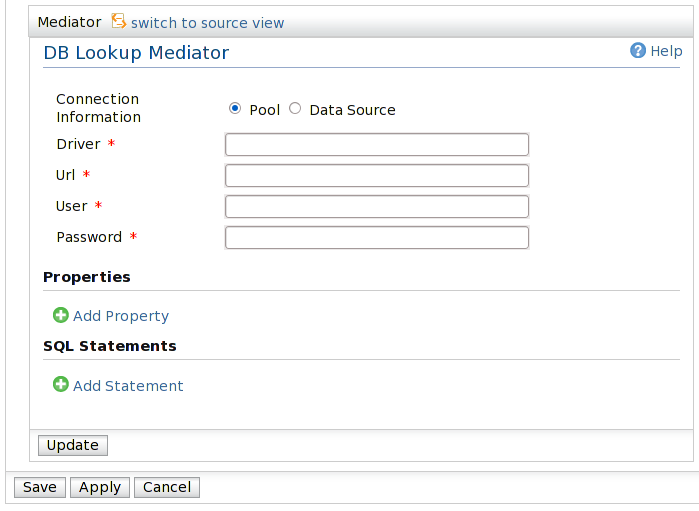 Mediator switch to source view
DB Lookup Mediator Help
Connection
Information
Pool Data Source
Driver *
Url *
User *
Password *
Properties
Add Property
SQL Statements
Add Statement
Update
Save Apply Cancel